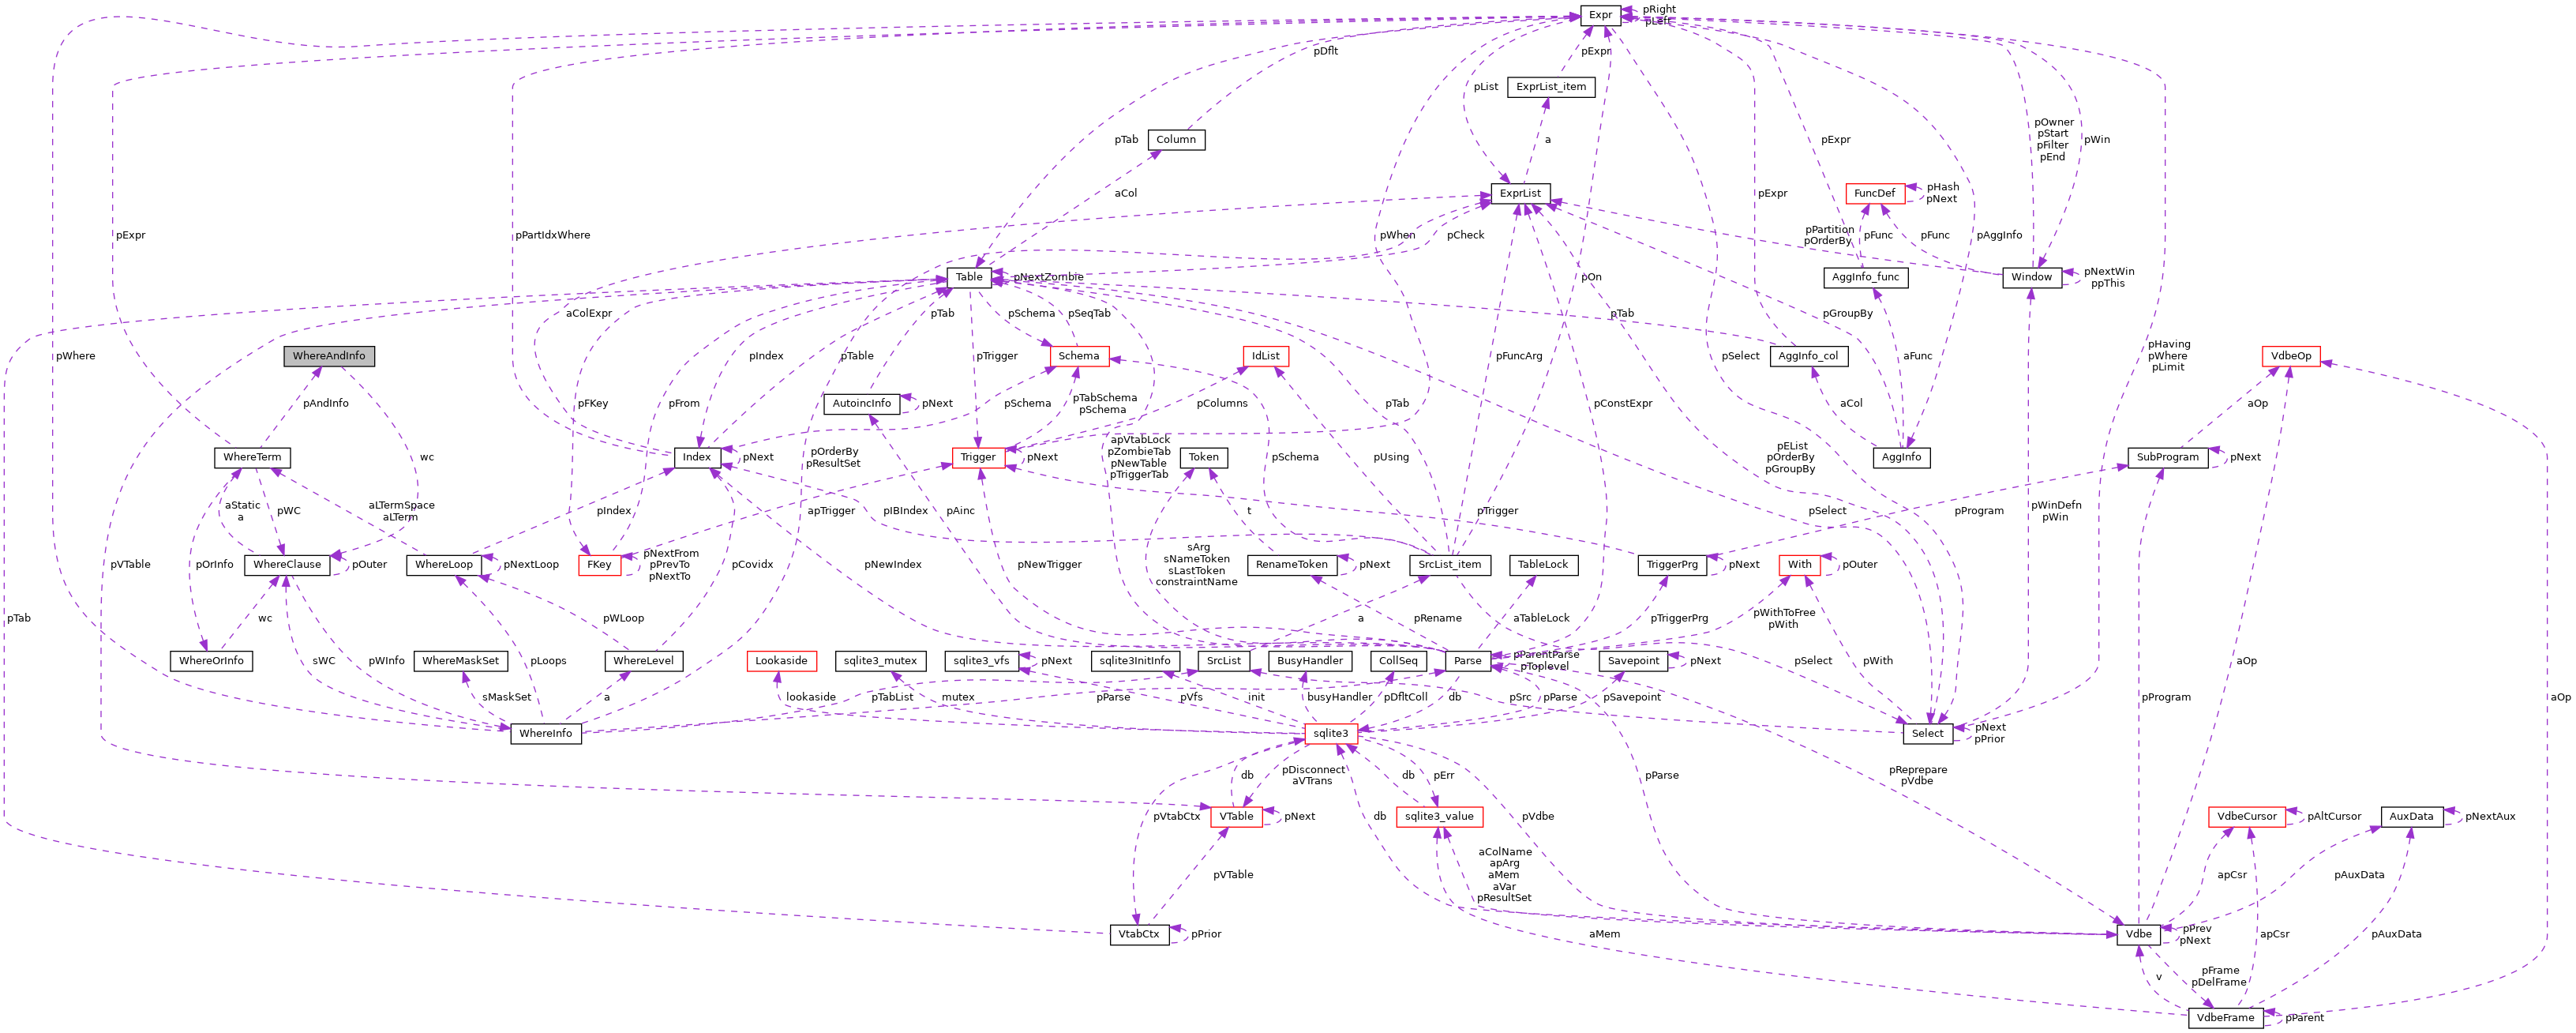 Expr
pRight
pLeft
pDflt
pExpr
ExprList_item
pList
Column
pTab
a
pExpr
pOwner
pStart
pFilter
pEnd
pWin
ExprList
aCol
pExpr
FuncDef
pHash
pNext
pExpr
pPartIdxWhere
pWhen
pCheck
pPartition
pOrderBy
pFunc
pFunc
pAggInfo
Table
pNextZombie
pOn
AggInfo_func
Window
pNextWin
ppThis
aColExpr
pTab
pSchema
pSeqTab
pTab
pGroupBy
WhereAndInfo
pWhere
pIndex
pTable
pTrigger
Schema
IdList
pFuncArg
pSelect
AggInfo_col
aFunc
pHaving
pWhere
pLimit
VdbeOp
pAndInfo
pFKey
pFrom
AutoincInfo
pNext
pSchema
pTabSchema
pSchema
pColumns
pTab
pConstExpr
aCol
aOp
WhereTerm
wc
Index
pNext
pOrderBy
pResultSet
Trigger
pNext
apVtabLock
pZombieTab
pNewTable
pTriggerTab
Token
pSchema
pUsing
pEList
pOrderBy
pGroupBy
AggInfo
SubProgram
pNext
aStatic
a
pWC
aLTermSpace
aLTerm
pIndex
apTrigger
pIBIndex
pAinc
t
pTrigger
pSelect
pProgram
pWinDefn
pWin
pVTable
pOrInfo
WhereClause
pOuter
WhereLoop
pNextLoop
FKey
pNextFrom
pPrevTo
pNextTo
pCovidx
pNewIndex
pNewTrigger
sArg
sNameToken
sLastToken
constraintName
RenameToken
pNext
SrcList_item
TableLock
TriggerPrg
pNext
With
pOuter
pTab
wc
pWLoop
a
pRename
aTableLock
pTriggerPrg
pWithToFree
pWith
WhereOrInfo
sWC
pWInfo
WhereMaskSet
pLoops
WhereLevel
Lookaside
sqlite3_mutex
sqlite3_vfs
pNext
sqlite3InitInfo
SrcList
BusyHandler
CollSeq
Parse
pParentParse
pToplevel
Savepoint
pNext
pSelect
pWith
aOp
sMaskSet
a
lookaside
pTabList
pParse
mutex
pVfs
init
busyHandler
pDfltColl
db
pSrc
pParse
pSavepoint
pProgram
aOp
WhereInfo
sqlite3
Select
pNext
pPrior
db
pDisconnect
aVTrans
db
pErr
pParse
pReprepare
pVdbe
pVtabCtx
VTable
pNext
db
sqlite3_value
pVdbe
VdbeCursor
pAltCursor
AuxData
pNextAux
pVTable
aColName
apArg
aMem
aVar
pResultSet
apCsr
pAuxData
VtabCtx
pPrior
aMem
Vdbe
pPrev
pNext
apCsr
pAuxData
v
pFrame
pDelFrame
VdbeFrame
pParent